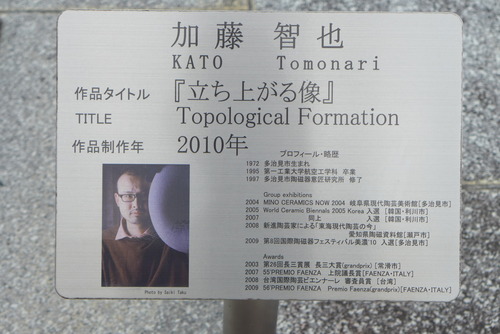 加藤 智也
KATO Tomonari
作品タイトル 『立ち上がる像』
TITLE Topological Formation
作品制作年 2010年
プロフィール・略歴
1972 多治見市生まれ
1995 第一工業大学航空工学科 卒業
1997 多治見市陶磁器意匠研究所 修了
Group exhibitions
2004 MINO CERAMICS NOW 2004 岐阜県現代陶芸美術館[多治見市]
2005 World Ceramic Biennale 2005 Korea 入選 [韓国・利川市]
2007 同上 [韓国・利川市]
2008 新進陶芸家による「東海現代陶芸の今」
愛知県陶磁資料館[瀬戸市]
2009 第8回国際陶磁器フェスティバル美濃'10 入選[多治見市]
Awards
2003 第26回長三賞展 長三大賞(grandprix) [常滑市]
2007 55°PREMIO FAENZA 上院議長賞[FAENZA・ITALY]
2008 台湾国際陶芸ビエンナーレ 審査員賞 [台湾]
2009 56°PREMIO FAENZA Premio Faenza(grandprix)[FAENZA・ITALY]
Photo by Saiki Taku